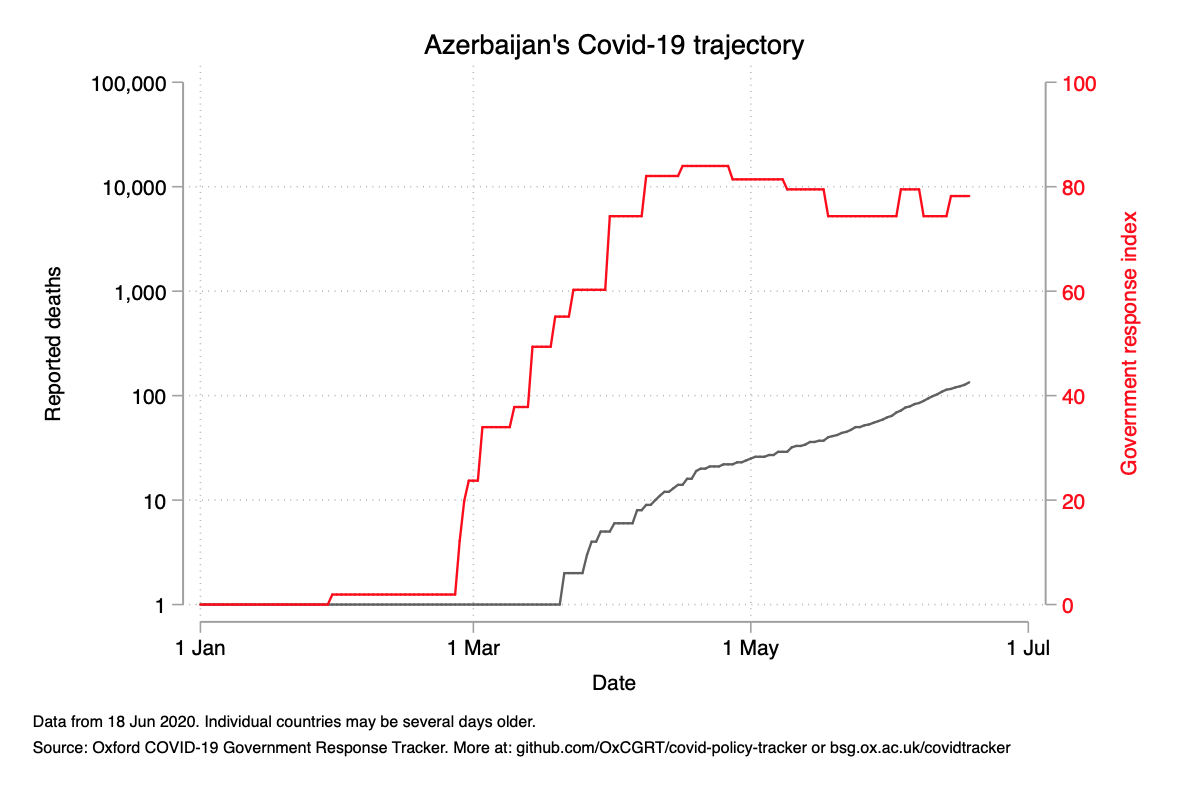 Azerbaijan's Covid-19 trajectory
100,000
10,000
1,000
100
10
1
Reported deaths
100
80
60
40
20
0
Government response index
1 Jan
1 Mar
1 May
1 Jul
Date
Data from 18 Jun 2020. Individual countries may be several days older.
Source: Oxford COVID-19 Government Response Tracker. More at: github.com/OxCGRT/covid-policy-tracker or bsg.ox.ac.uk/covidtracker